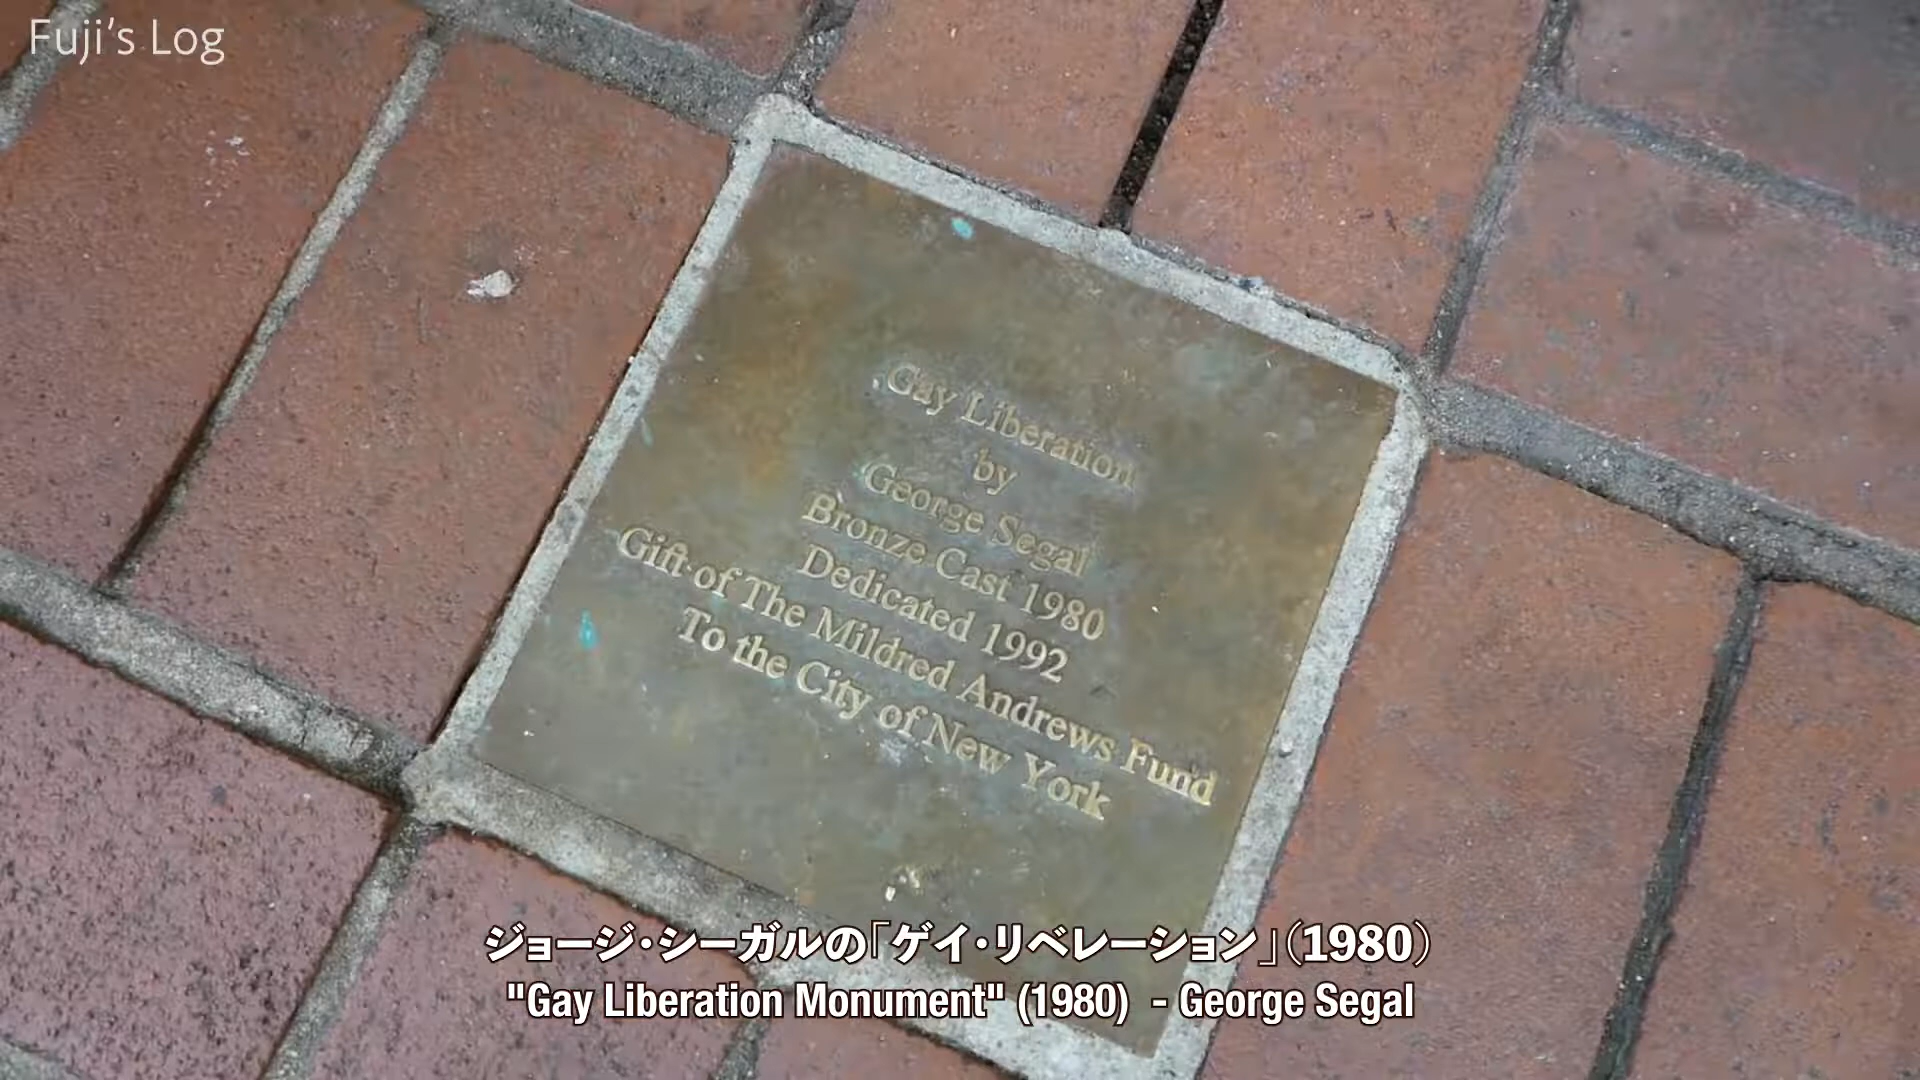 Fuji's Log
Gay Liberation
by
George Segal
Bronze Cast 1980
Dedicated 1992
Gift of The Mildred Andrews Fund
To the City of New York
ジョージ・シーガルの「ゲイ・リベレーション」（1980）
"Gay Liberation Monument" (1980) - George Segal